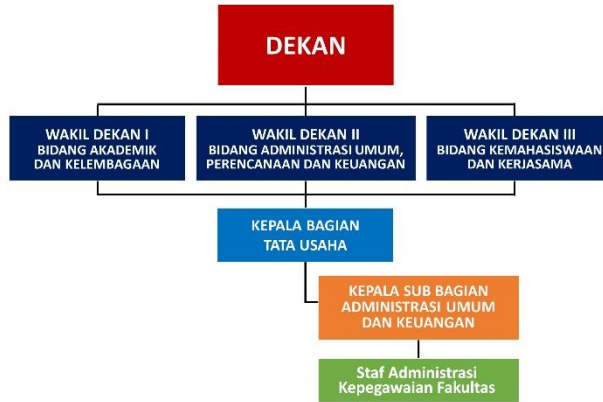 DEKAN
WAKIL DEKAN I
BIDANG AKADEMIK
DAN KELEMBAGAAN
WAKIL DEKAN II
BIDANG ADMINISTRASI UMUM,
PERENCANAAN DAN KEUANGAN
WAKIL DEKAN III
BIDANG KEMAHASISWAAN
DAN KERJASAMA
KEPALA BAGIAN
TATA USAHA
KEPALA SUB BAGIAN
ADMINISTRASI UMUM
DAN KEUANGAN
Staf Administrasi
Kepegawaian Fakultas